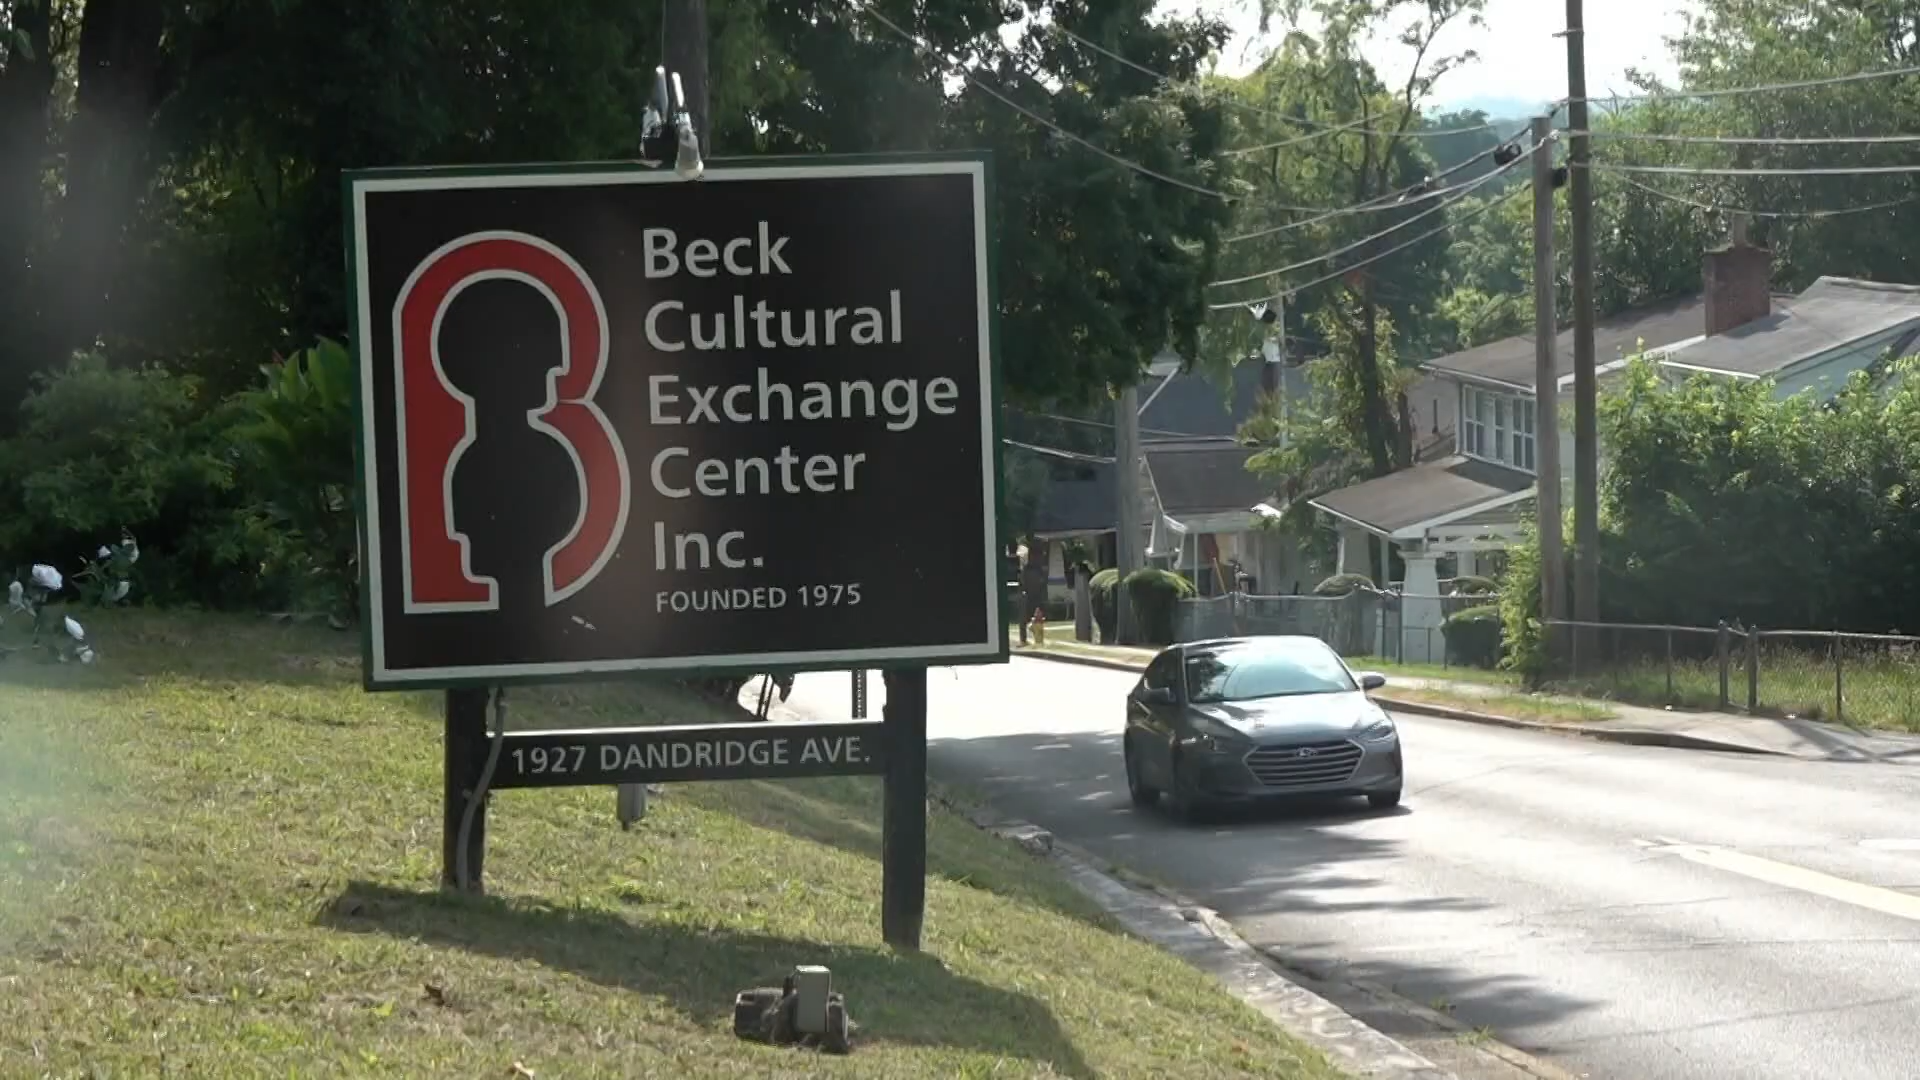 Beck
Cultural
Exchange
Center
Inc.
FOUNDED 1975
1927 DANDRIDGE AVE.